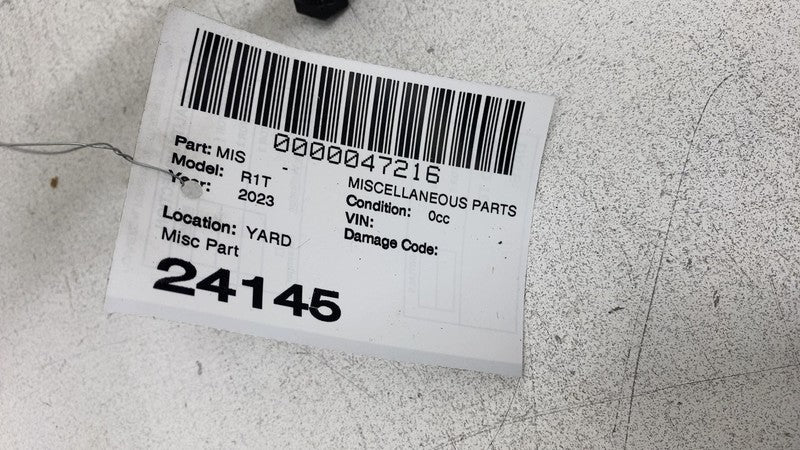 0000047216
Part: MIS -
MISCELLANEOUS PARTS
Model: R1T
Condition: 0cc
Year: 2023
VIN:
Damage Code:
Location: YARD
Misc Part
24145